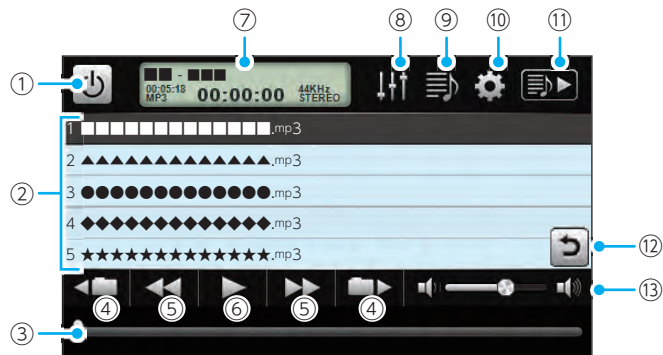 ⑦ ⑧ ⑨ ⑩ ⑪
①
■■ - ■■■
00:05:18
MP3
00:00:00
44KHz
STEREO
②
1 ■■■■■■■■■■■■■.mp3
2 ▲▲▲▲▲▲▲▲▲▲▲▲▲.mp3
3 ●●●●●●●●●●●●●.mp3
4 ◆◆◆◆◆◆◆◆◆◆◆◆◆.mp3
5 ★★★★★★★★★★★★★.mp3
⑫
④ ⑤ ⑥ ⑤ ④
⑬
③